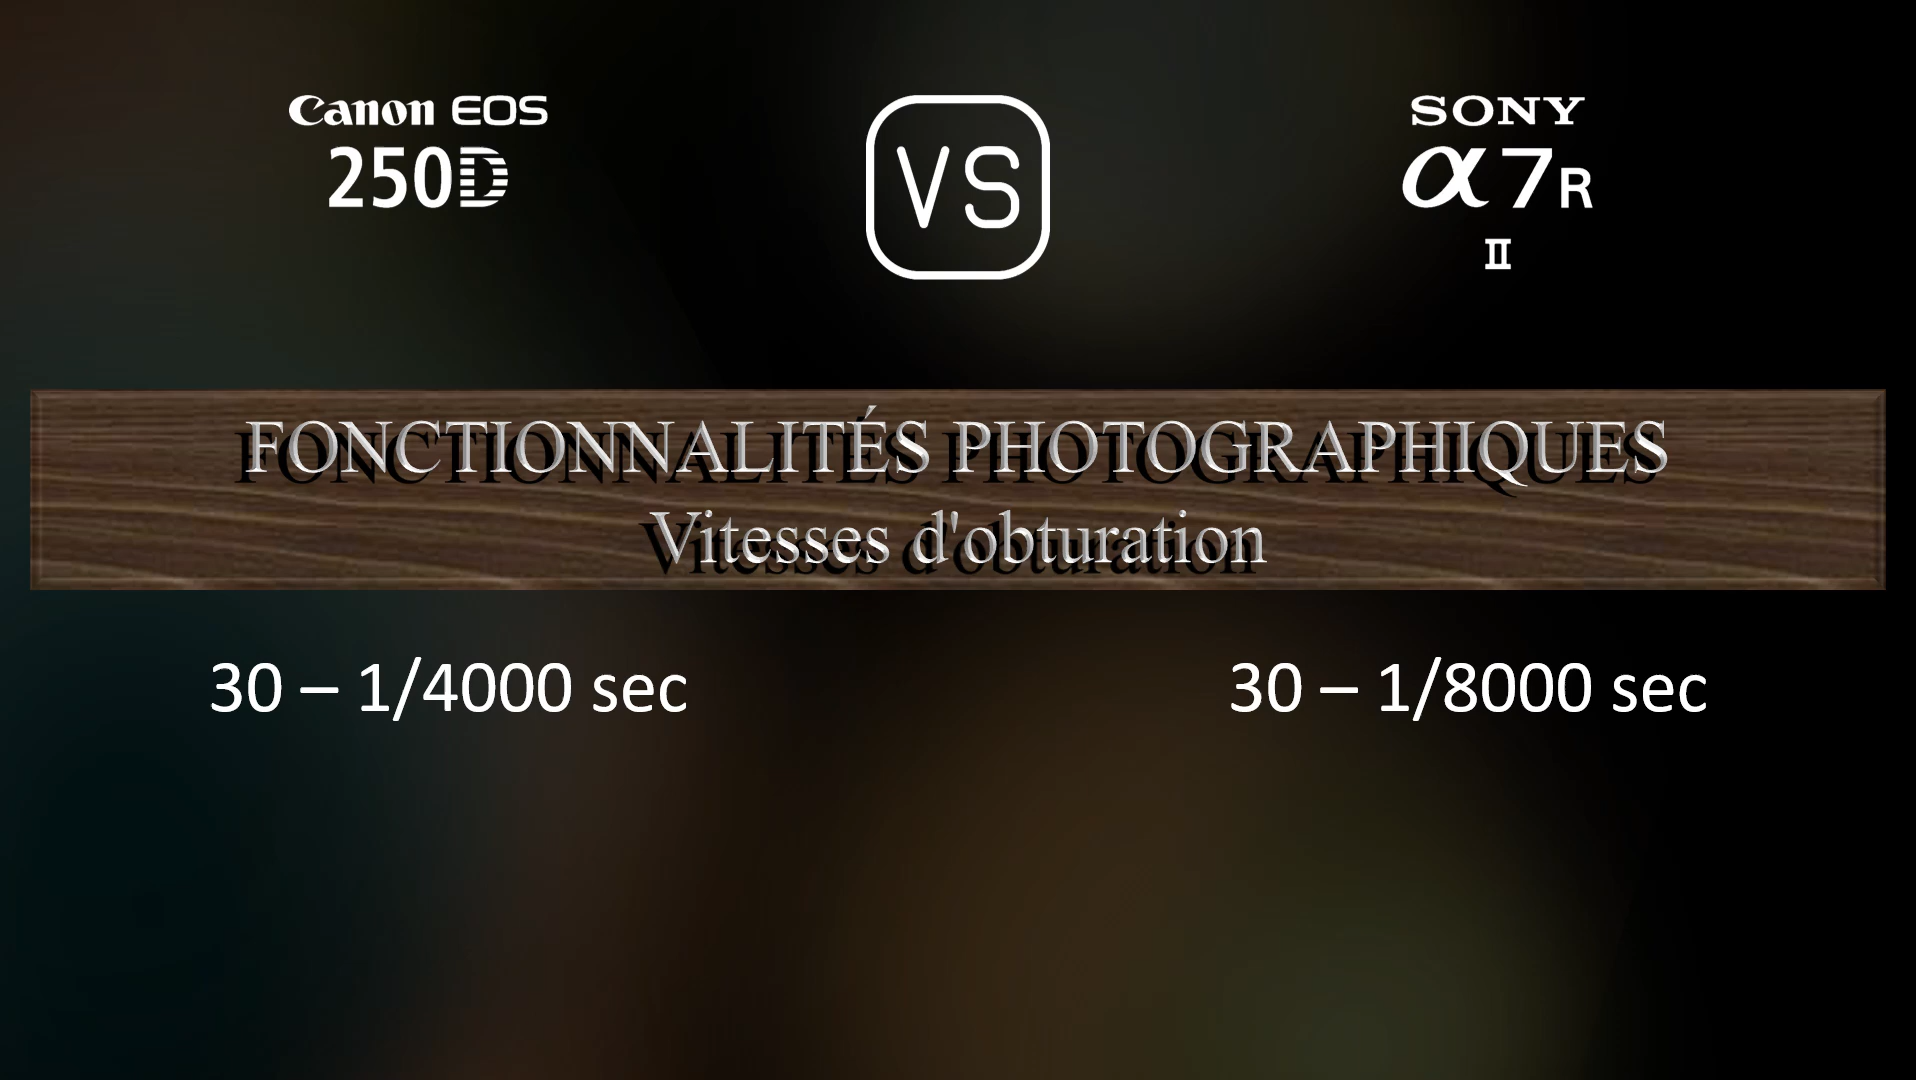 Canon EOS
250D
VS
SONY
α7R
II
FONCTIONNALITÉS PHOTOGRAPHIQUES
Vitesses d'obturation
30 – 1/4000 sec
30 – 1/8000 sec